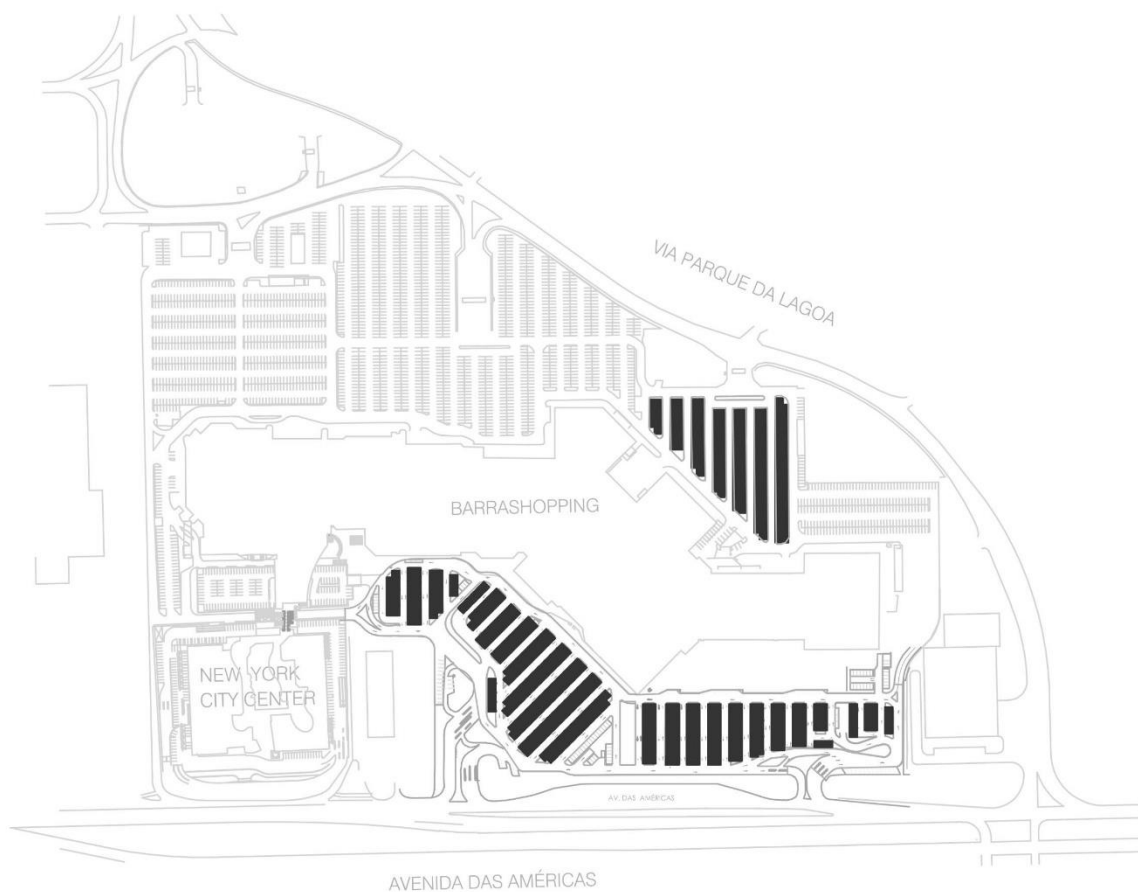 VIA PARQUE DA LAGOA
BARRASHOPPING
NEW YORK
CITY CENTER
AV. DAS AMÉRICAS
AVENIDA DAS AMÉRICAS